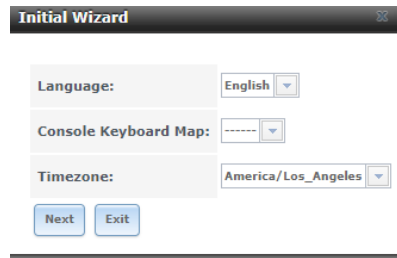 Initial Wizard
Language: English
Console Keyboard Map: ------
Timezone: America/Los_Angeles
Next Exit